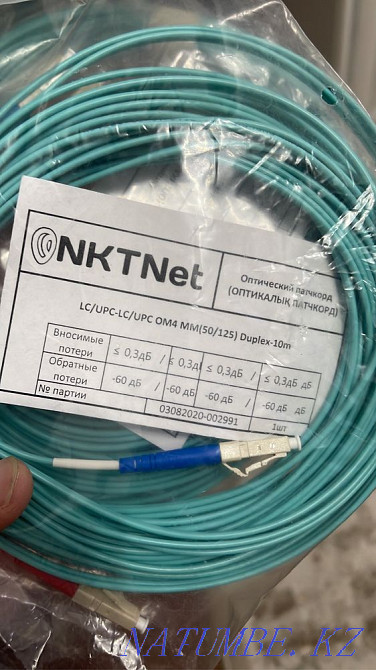 NKTNet
Оптический патчкорд
(ОПТИКАЛЫҚ ПАТЧКОРД)
LC/UPC-LC/UPC OM4 MM(50/125) Duplex-10m
Вносимые потери ≤ 0,3дБ / ≤ 0,3дБ ≤ 0,3дБ / ≤ 0,3дБ дБ
Обратные потери -60 дБ / -60 дБ -60 дБ / -60 дБ дБ
№ партии 03082020-002991 1шт
NATUMBE.KZ